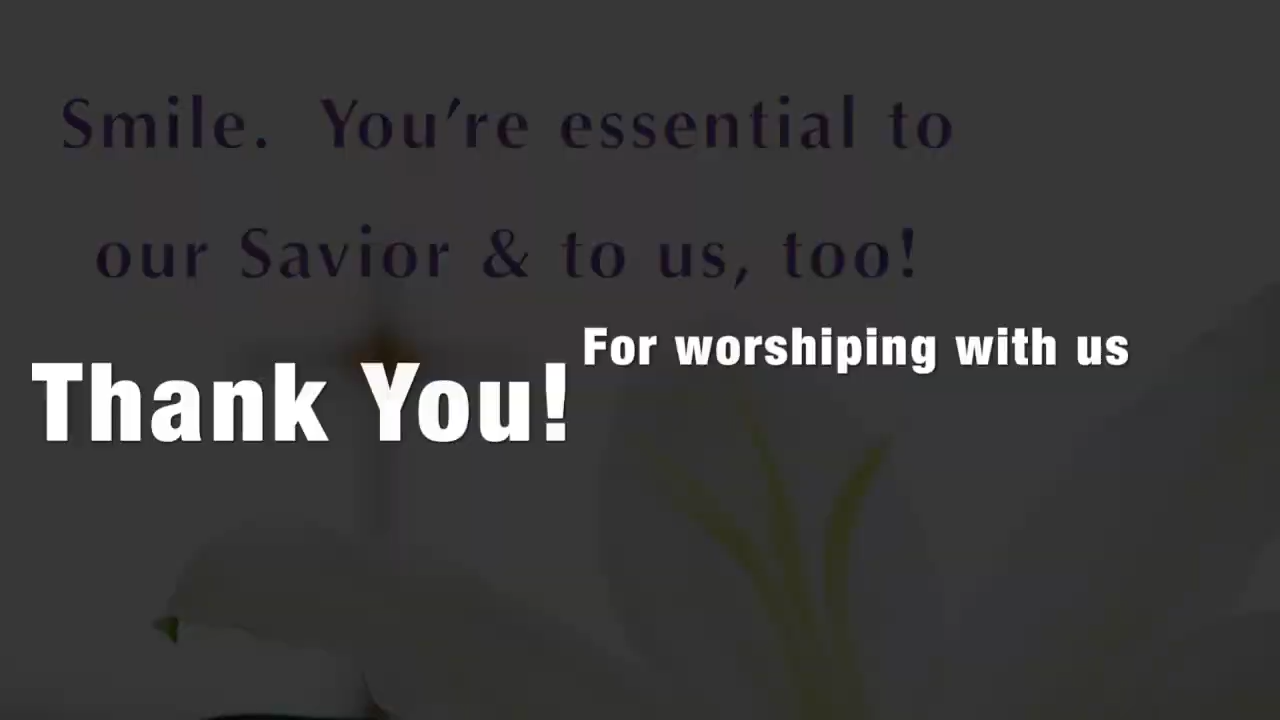 Smile. You're essential to
our Savior & to us, too!
For worshiping with us
Thank You!